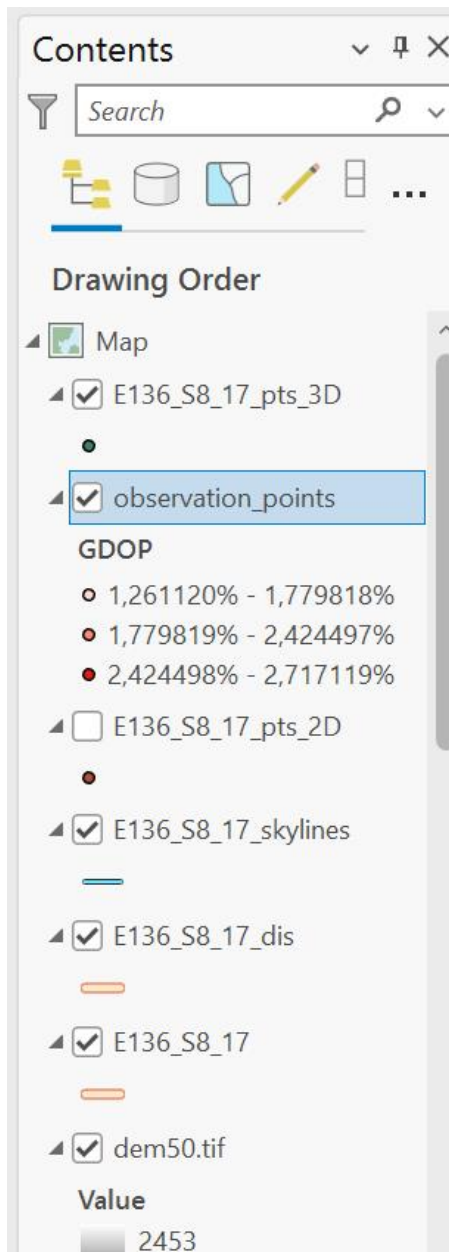 Contents
Search
...
Drawing Order
Map
E136_S8_17_pts_3D
observation_points
GDOP
1,261120% - 1,779818%
1,779819% - 2,424497%
2,424498% - 2,717119%
E136_S8_17_pts_2D
E136_S8_17_skylines
E136_S8_17_dis
E136_S8_17
dem50.tif
Value
2453